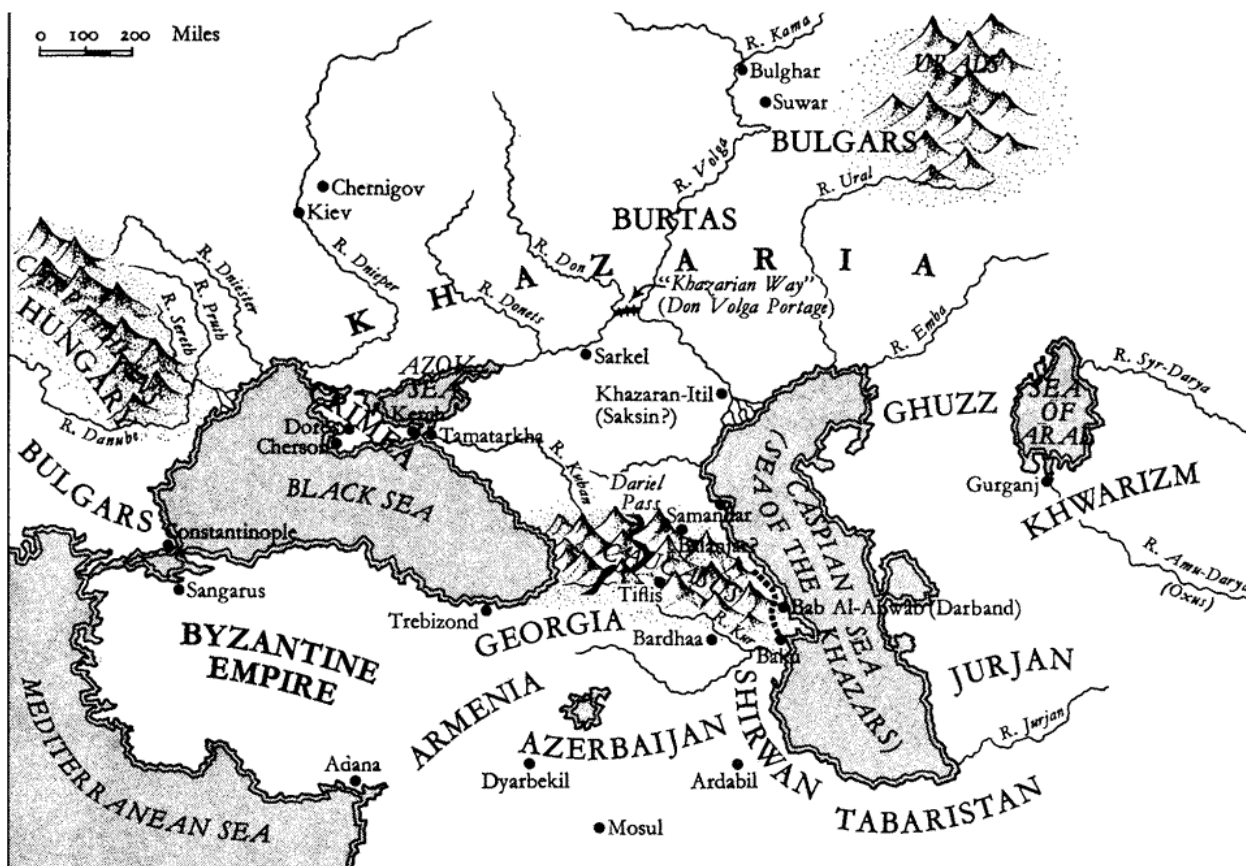 0 100 200 Miles
R. Kama
Bulghar
Suwar
URALS
BULGARS
R. Volga
R. Ural
Chernigov
Kiev
BURTAS
R. Dniester
R. Dnieper
R. Don
KHAZARIA
"Khazarian Way"
(Don Volga Portage)
R. Pruth
R. Sereth
R. Donets
R. Emba
HUNGARY
Sarkel
R. Syr-Darya
AZOV
SEA
Khazaran-Itil
(Saksin?)
GHUZZ
SEA
OF
ARAL
R. Danube
CRIMEA
Kerch
Doros
Tamatarkha
Cherson
BULGARS
BLACK SEA
R. Kuban
Dariel
Pass
CASPIAN SEA
(SEA OF THE
KHAZARS)
Gurganj
KHWARIZM
Constantinople
Samandar
Balanjar?
CAUCASUS
R. Amu-Darya
(Oxus)
Sangarus
Tiflis
Trebizond
Bab Al-Abwab (Darband)
GEORGIA
Bardhaa
R. Kur
Baku
BYZANTINE
EMPIRE
JURJAN
MEDITERRANEAN SEA
ARMENIA
AZERBAIJAN
SHIRWAN
R. Jurjan
Adana
Dyarbekil
Ardabil
TABARISTAN
Mosul